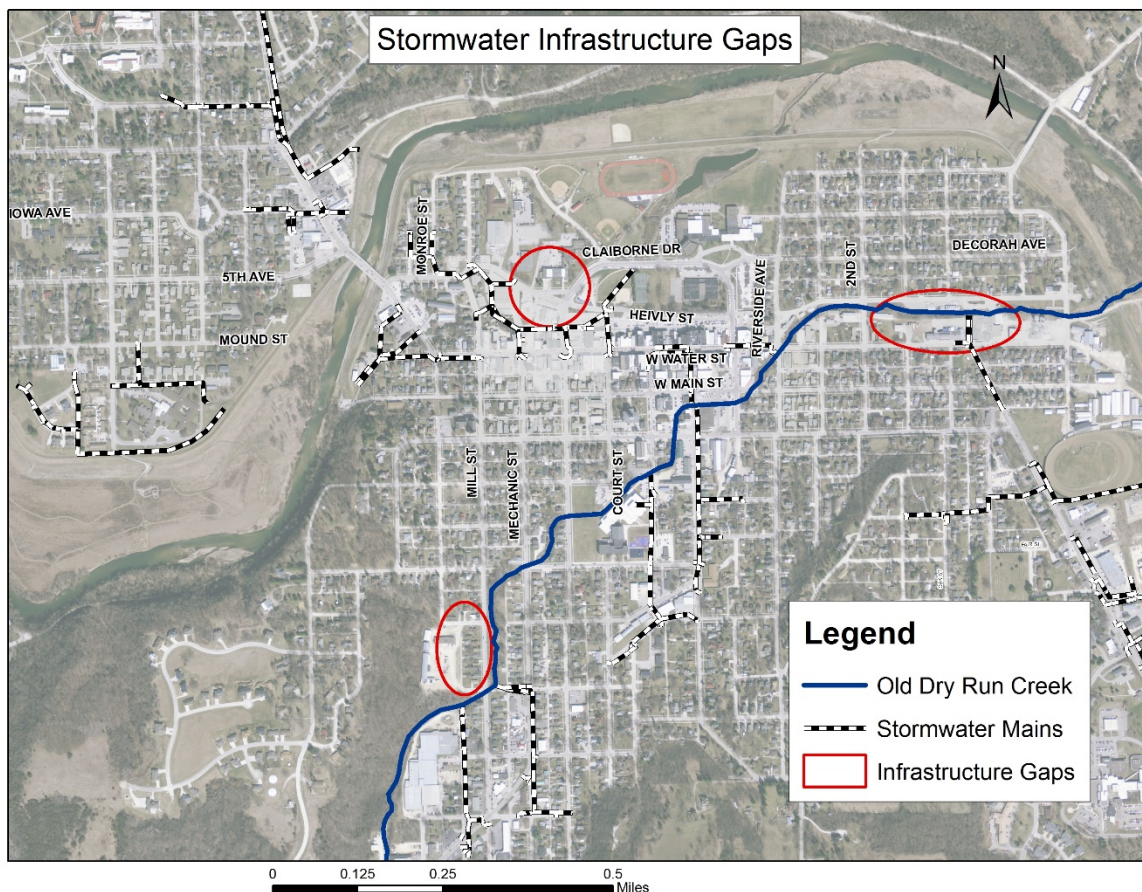 Stormwater Infrastructure Gaps
N
IOWA AVE
MONROE ST
CLAIBORNE DR
2ND ST
DECORAH AVE
5TH AVE
RIVERSIDE AVE
HEIVLY ST
MOUND ST
W WATER ST
W MAIN ST
MILL ST
MECHANIC ST
COURT ST
Legend
Old Dry Run Creek
Stormwater Mains
Infrastructure Gaps
0 0.125 0.25 0.5
Miles